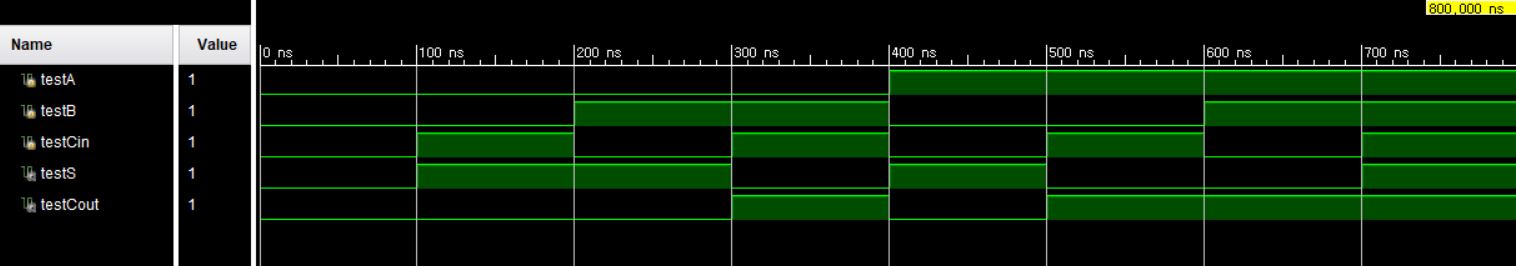 800,000 ns
Name Value
0 ns 100 ns 200 ns 300 ns 400 ns 500 ns 600 ns 700 ns
testA 1
testB 1
testCin 1
testS 1
testCout 1